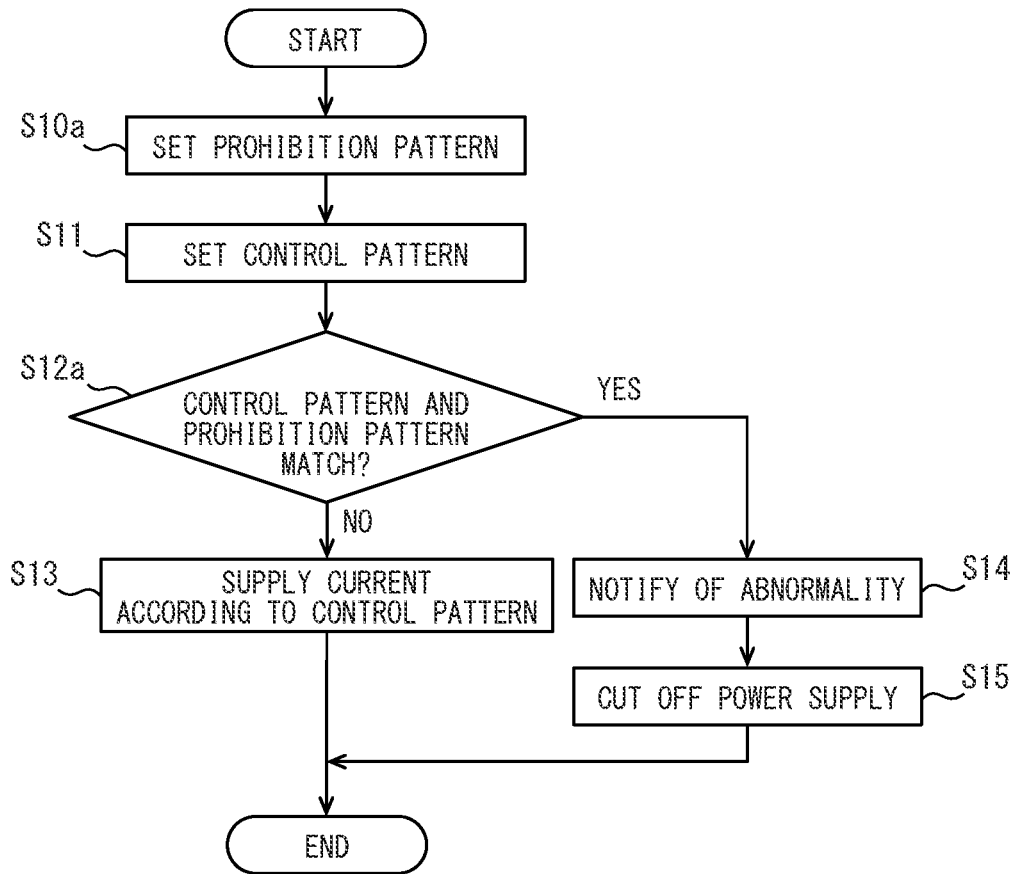 START
S10a
SET PROHIBITION PATTERN
S11
SET CONTROL PATTERN
S12a
CONTROL PATTERN AND
PROHIBITION PATTERN
MATCH?
YES
NO
S13
SUPPLY CURRENT
ACCORDING TO CONTROL PATTERN
NOTIFY OF ABNORMALITY
S14
CUT OFF POWER SUPPLY
S15
END